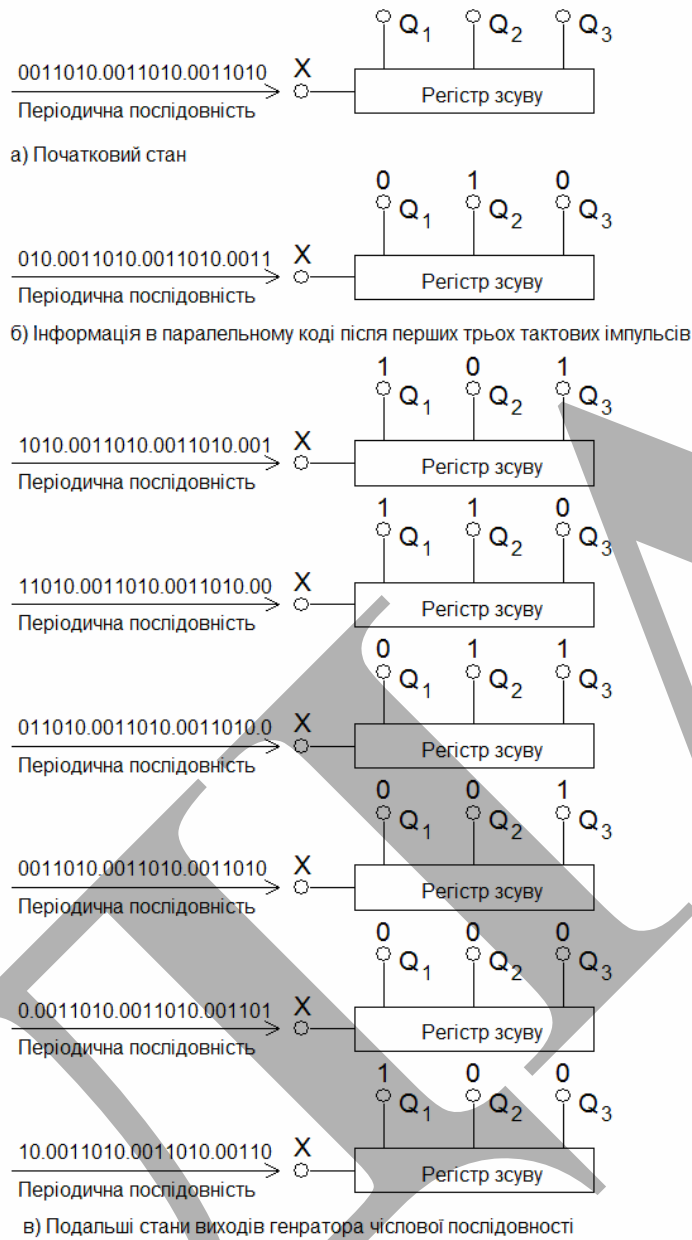 Q1 Q2 Q3
0011010.0011010.0011010 X
Регістр зсуву
Періодична послідовність
а) Початковий стан
0 1 0
Q1 Q2 Q3
010.0011010.0011010.0011 X
Регістр зсуву
Періодична послідовність
б) Інформація в паралельному коді після перших трьох тактових імпульсів
1 0 1
Q1 Q2 Q3
1010.0011010.0011010.001 X
Регістр зсуву
Періодична послідовність
1 1 0
Q1 Q2 Q3
11010.0011010.0011010.00 X
Регістр зсуву
Періодична послідовність
0 1 1
Q1 Q2 Q3
011010.0011010.0011010.0 X
Регістр зсуву
Періодична послідовність
0 0 1
Q1 Q2 Q3
0011010.0011010.0011010 X
Регістр зсуву
Періодична послідовність
0 0 0
Q1 Q2 Q3
0.0011010.0011010.001101 X
Регістр зсуву
Періодична послідовність
1 0 0
Q1 Q2 Q3
10.0011010.0011010.00110 X
Регістр зсуву
Періодична послідовність
в) Подальші стани виходів генратора чіслової послідовності